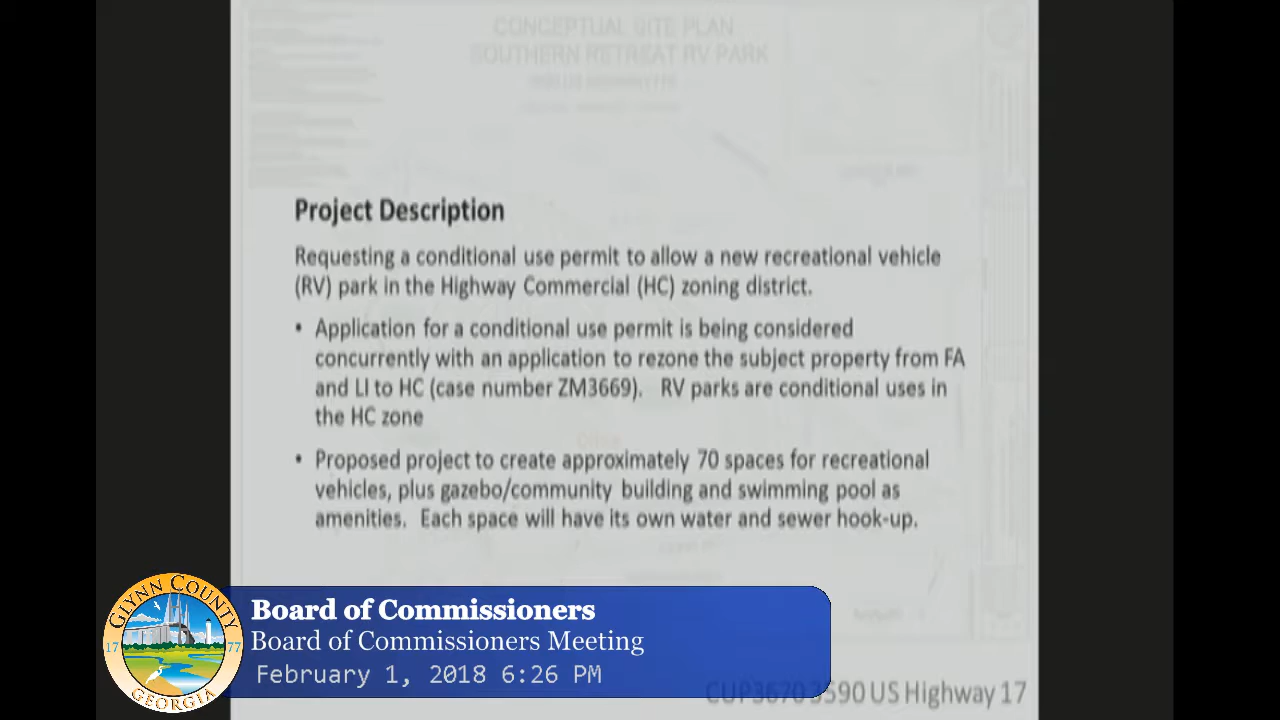 CONCEPTUAL SITE PLAN
SOUTHERN RETREAT RV PARK
Project Description
Requesting a conditional use permit to allow a new recreational vehicle
(RV) park in the Highway Commercial (HC) zoning district.
• Application for a conditional use permit is being considered
concurrently with an application to rezone the subject property from FA
and LI to HC (case number ZM3669). RV parks are conditional uses in
the HC zone
• Proposed project to create approximately 70 spaces for recreational
vehicles, plus gazebo/community building and swimming pool as
amenities. Each space will have its own water and sewer hook-up.
GLYNN COUNTY
1777
GEORGIA
Board of Commissioners
Board of Commissioners Meeting
February 1, 2018 6:26 PM
CUP3670 3590 US Highway 17